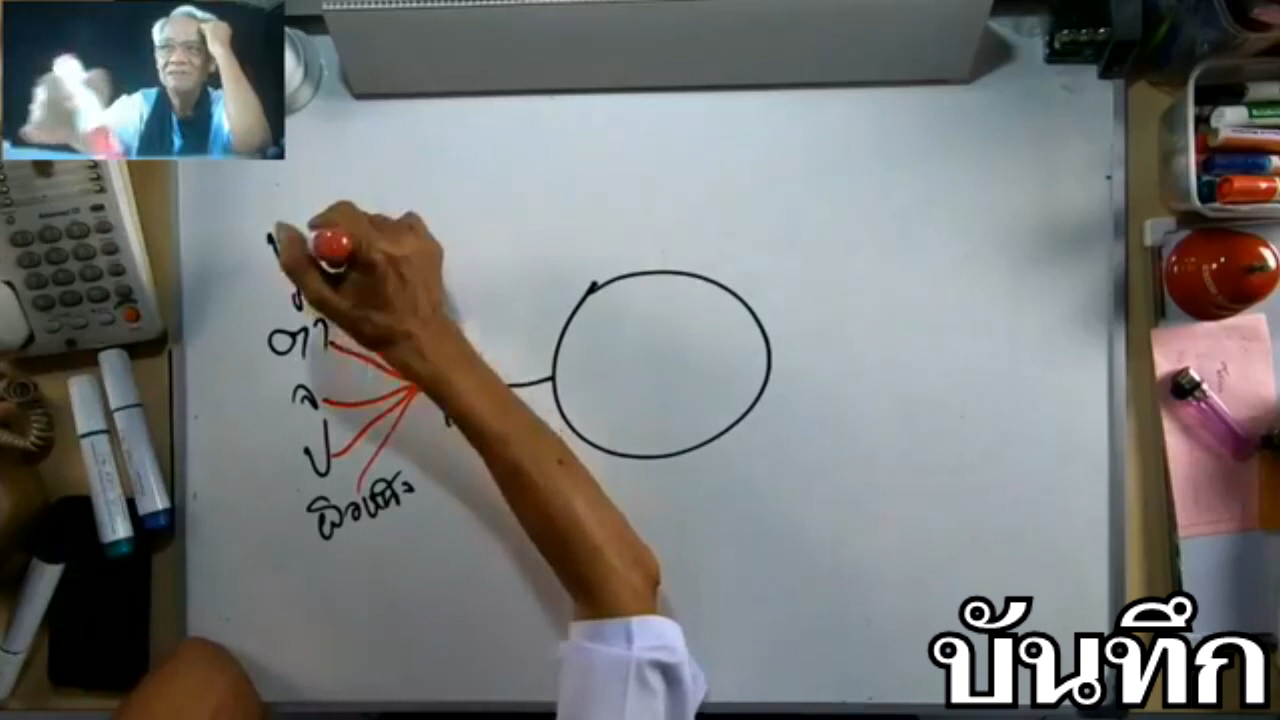 ตา
จ
ป
ผิวหนัง
บันทึก